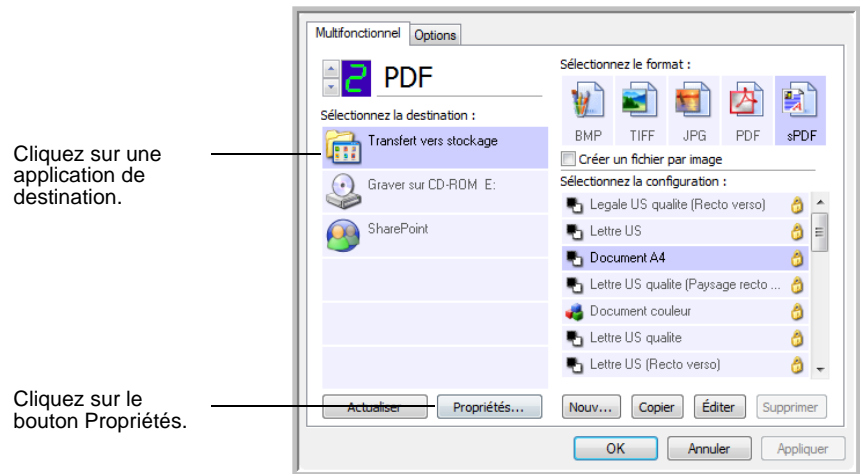 Multifonctionnel
Options
2 PDF
Sélectionnez la destination :
Transfert vers stockage
Graver sur CD-ROM E:
SharePoint
Sélectionnez le format :
BMP TIFF JPG PDF sPDF
Créer un fichier par image
Sélectionnez la configuration :
Legale US qualite (Recto verso)
Lettre US
Document A4
Lettre US qualite (Paysage recto ...
Document couleur
Lettre US qualite
Lettre US (Recto verso)
Cliquez sur une
application de
destination.
Cliquez sur le
bouton Propriétés.
Actualiser
Propriétés...
Nouv...
Copier
Éditer
Supprimer
OK
Annuler
Appliquer